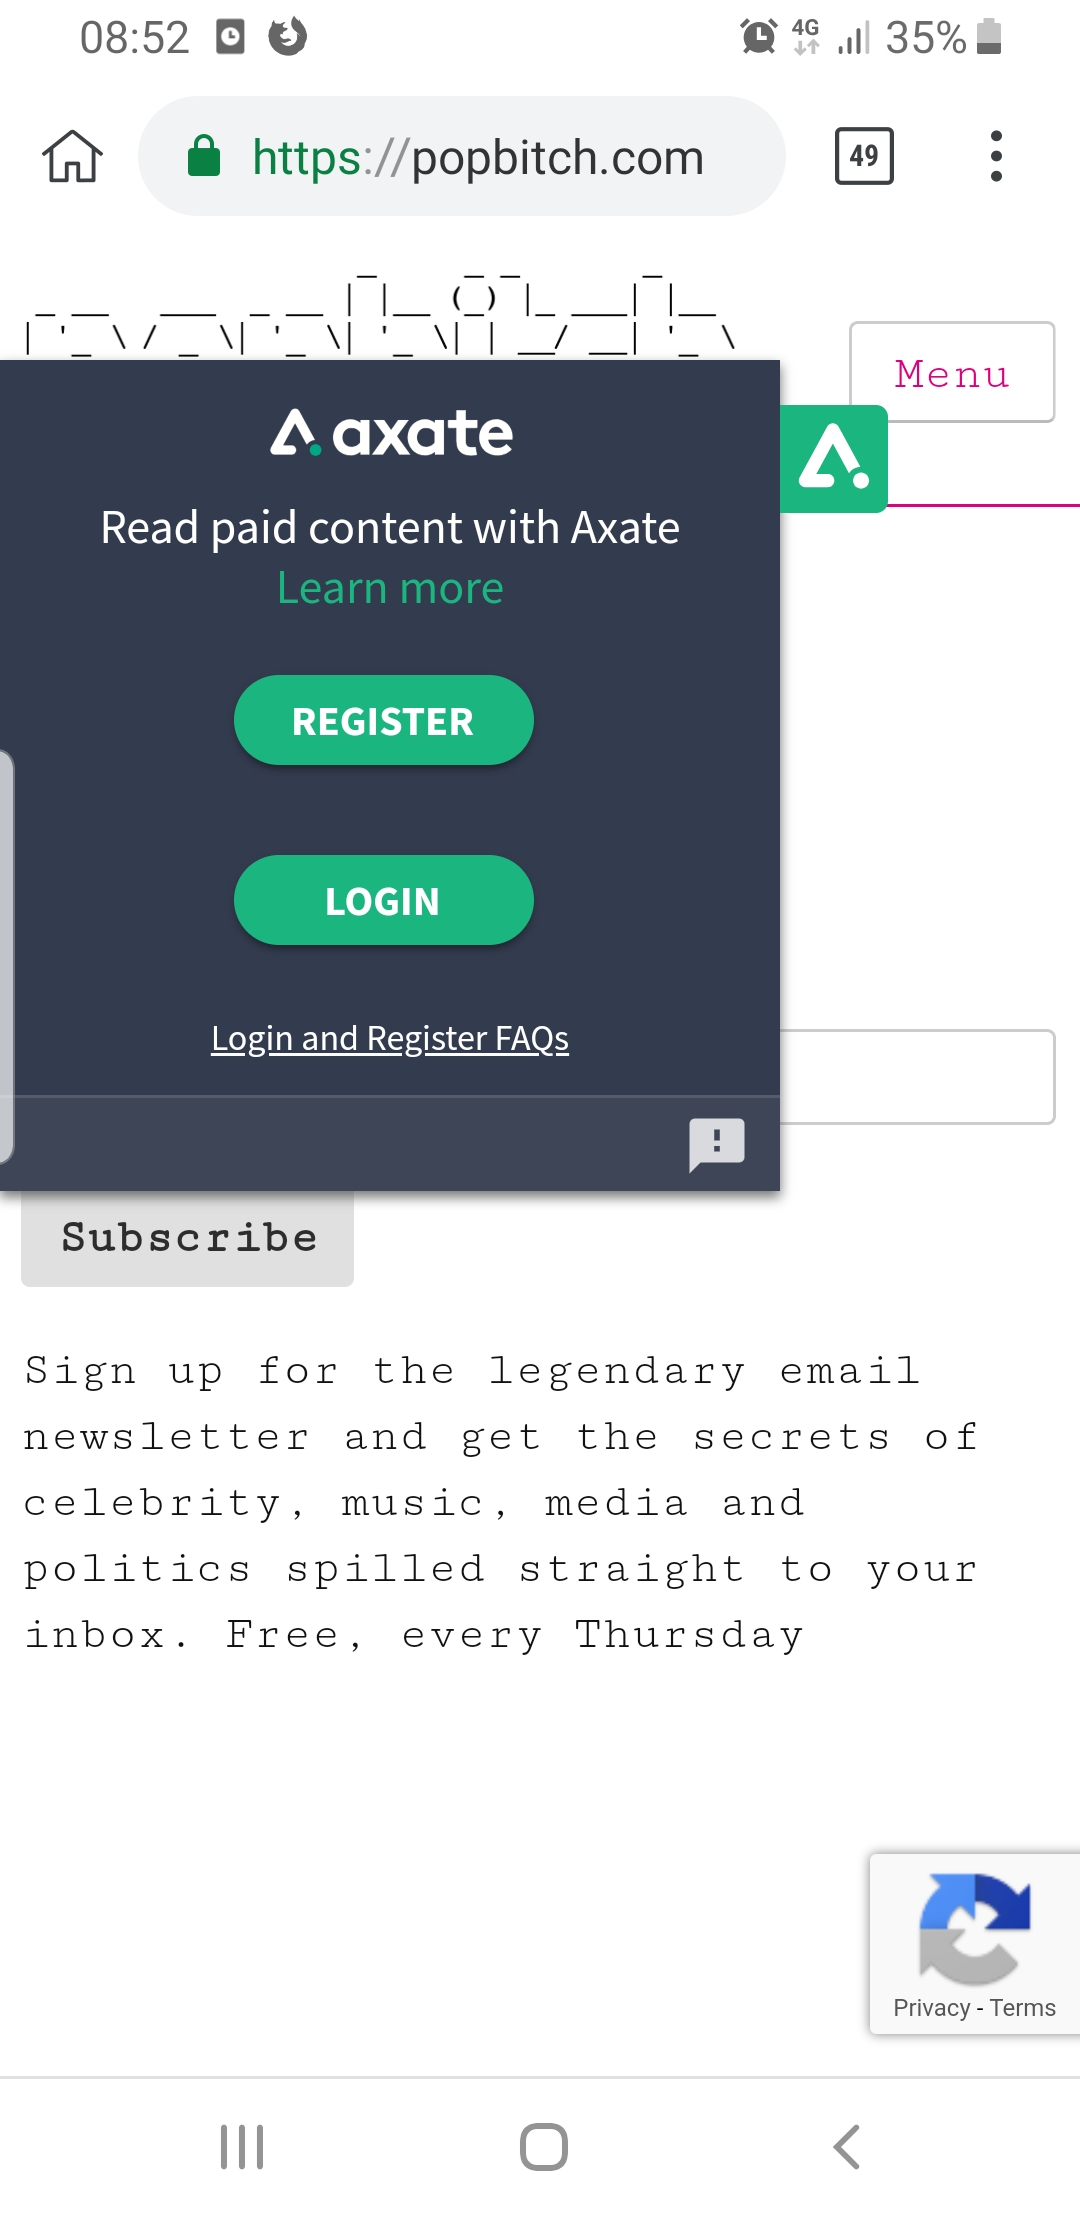 08:52
4G
35%
https://popbitch.com
49
Menu
axate
Read paid content with Axate
Learn more
REGISTER
LOGIN
Login and Register FAQs
Subscribe
Sign up for the legendary email
newsletter and get the secrets of
celebrity, music, media and
politics spilled straight to your
inbox. Free, every Thursday
Privacy - Terms